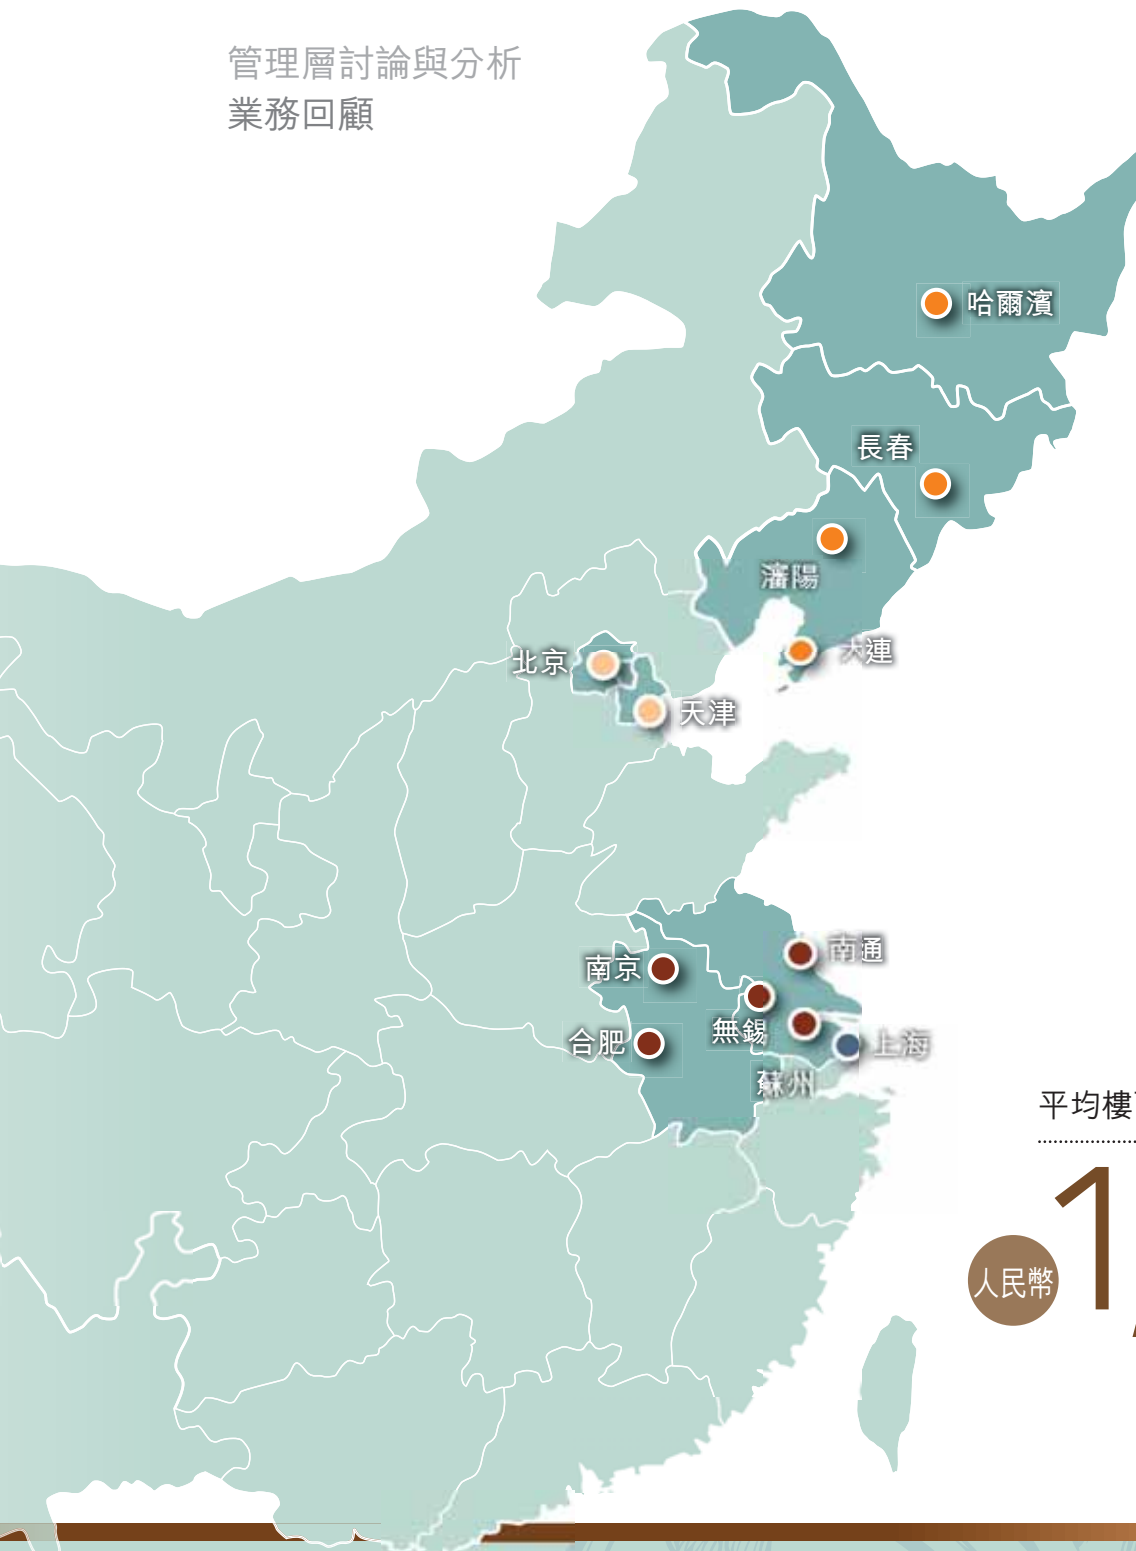 管理層討論與分析
業務回顧
哈爾濱
長春
瀋陽
大連
北京
天津
南通
南京
無錫
合肥
上海
蘇州
平均樓
人民幣
1,